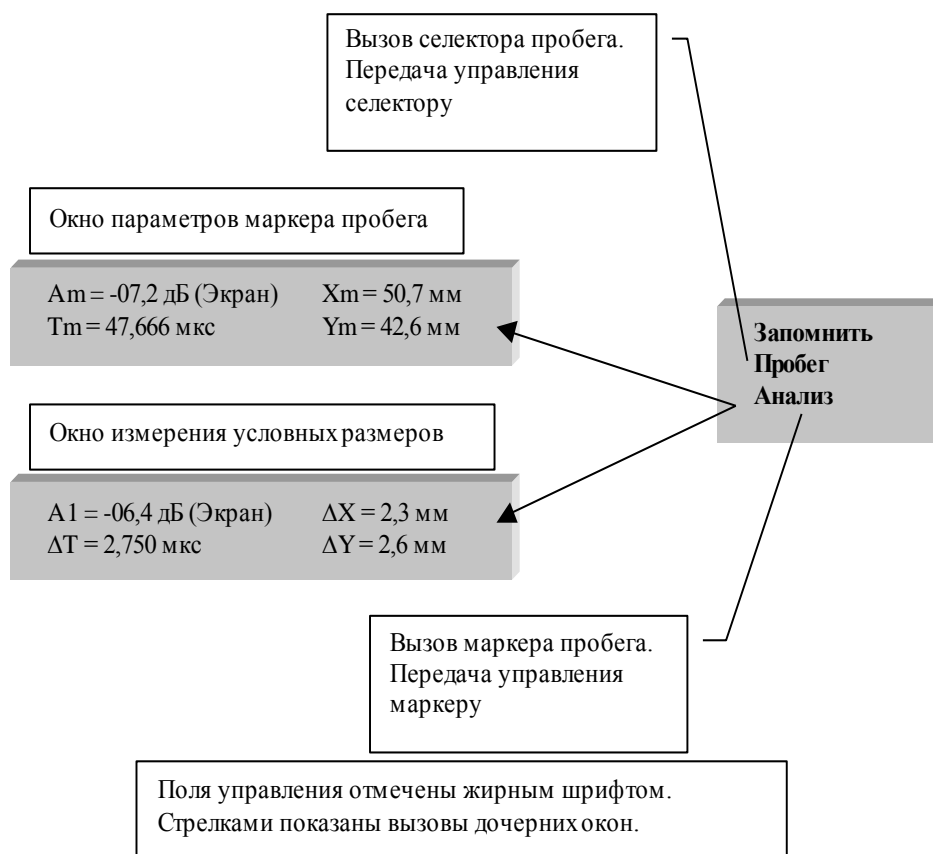 Вызов селектора пробега.
Передача управления
селектору
Окно параметров маркера пробега
Am = -07,2 дБ (Экран) Xm = 50,7 мм
Tm = 47,666 мкс Ym = 42,6 мм
Запомнить
Пробег
Анализ
Окно измерения условных размеров
A1 = -06,4 дБ (Экран) ΔX = 2,3 мм
ΔT = 2,750 мкс ΔY = 2,6 мм
Вызов маркера пробега.
Передача управления
маркеру
Поля управления отмечены жирным шрифтом.
Стрелками показаны вызовы дочерних окон.